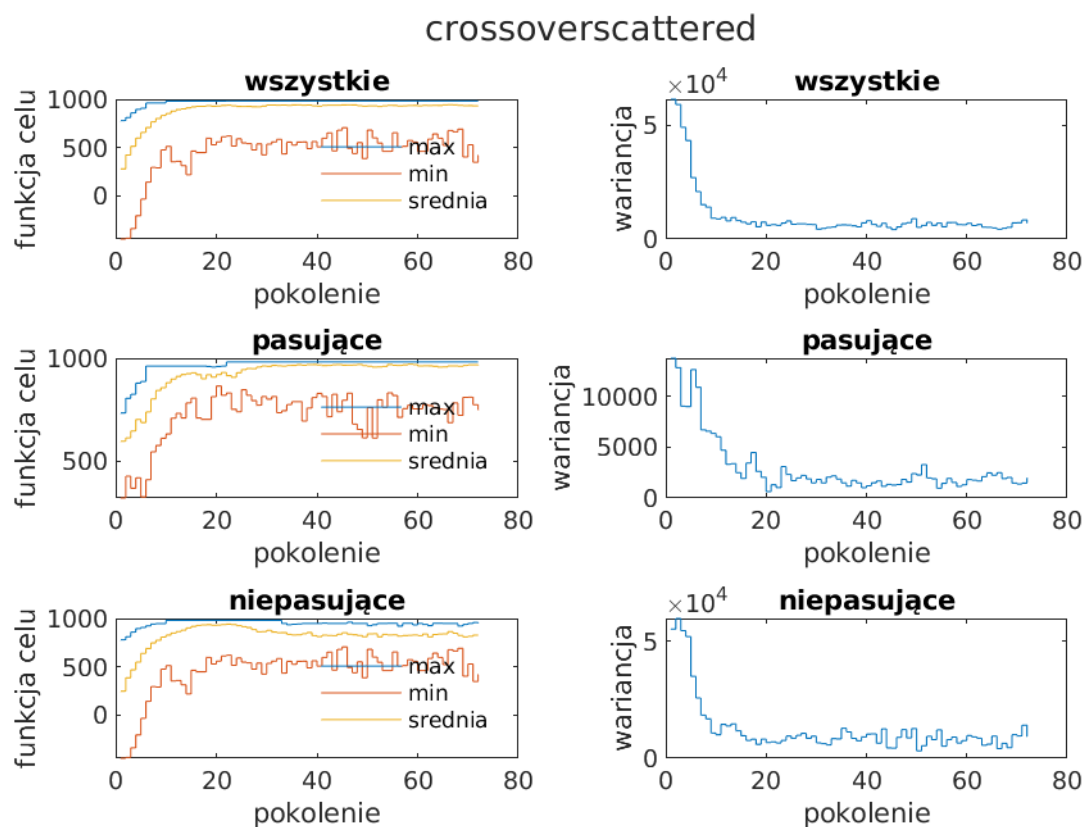 crossoverscattered
wszystkie
funkcja celu
1000
500
0
max
min
srednia
0 20 40 60 80
pokolenie
wszystkie
×10⁴
wariancja
5
0
0 20 40 60 80
pokolenie
pasujące
funkcja celu
1000
500
max
min
srednia
0 20 40 60 80
pokolenie
pasujące
wariancja
10000
5000
0
0 20 40 60 80
pokolenie
niepasujące
funkcja celu
1000
500
0
max
min
srednia
0 20 40 60 80
pokolenie
niepasujące
×10⁴
wariancja
5
0
0 20 40 60 80
pokolenie